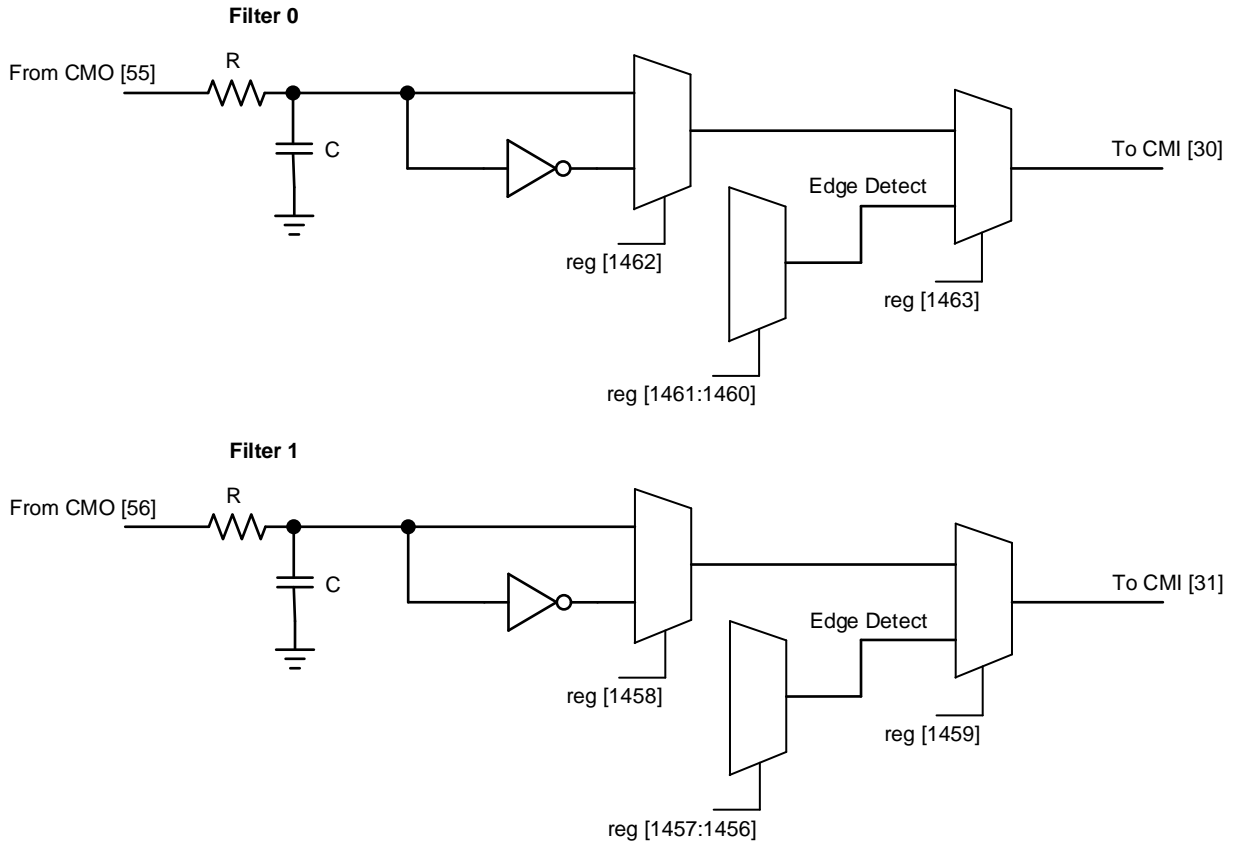 Filter 0
From CMO [55]
R
C
To CMI [30]
Edge Detect
reg [1462]
reg [1463]
reg [1461:1460]
Filter 1
From CMO [56]
R
C
To CMI [31]
Edge Detect
reg [1458]
reg [1459]
reg [1457:1456]